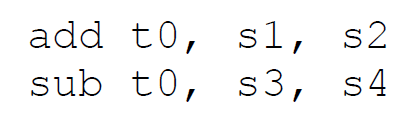 add t0, s1, s2
sub t0, s3, s4